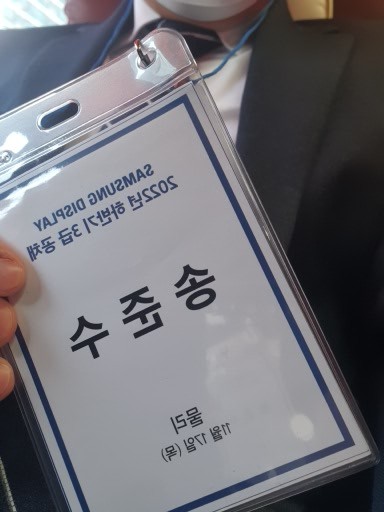 SAMSUNG DISPLAY
2022년 하반기 3급 공채
송준수
물리
11월 17일 (목)